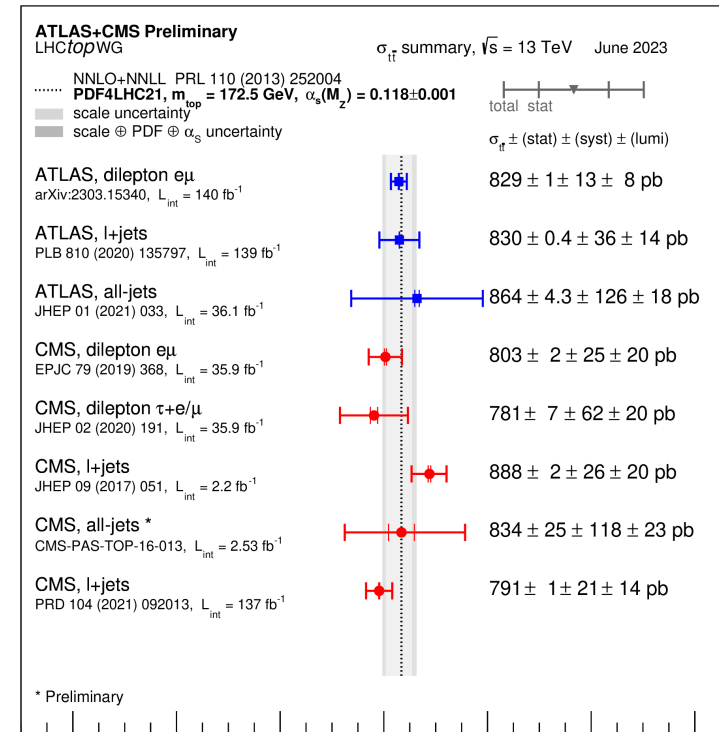 ATLAS+CMS Preliminary
LHCtopWG
σtt̄ summary, √s = 13 TeV June 2023
NNLO+NNLL PRL 110 (2013) 252004
PDF4LHC21, mtop = 172.5 GeV, αs(MZ) = 0.118±0.001
scale uncertainty
scale ⊕ PDF ⊕ αS uncertainty
total stat
σtt̄ ± (stat) ± (syst) ± (lumi)
ATLAS, dilepton eμ
arXiv:2303.15340, Lint = 140 fb-1
829 ± 1 ± 13 ± 8 pb
ATLAS, l+jets
PLB 810 (2020) 135797, Lint = 139 fb-1
830 ± 0.4 ± 36 ± 14 pb
ATLAS, all-jets
JHEP 01 (2021) 033, Lint = 36.1 fb-1
864 ± 4.3 ± 126 ± 18 pb
CMS, dilepton eμ
EPJC 79 (2019) 368, Lint = 35.9 fb-1
803 ± 2 ± 25 ± 20 pb
CMS, dilepton τ+e/μ
JHEP 02 (2020) 191, Lint = 35.9 fb-1
781 ± 7 ± 62 ± 20 pb
CMS, l+jets
JHEP 09 (2017) 051, Lint = 2.2 fb-1
888 ± 2 ± 26 ± 20 pb
CMS, all-jets *
CMS-PAS-TOP-16-013, Lint = 2.53 fb-1
834 ± 25 ± 118 ± 23 pb
CMS, l+jets
PRD 104 (2021) 092013, Lint = 137 fb-1
791 ± 1 ± 21 ± 14 pb
* Preliminary